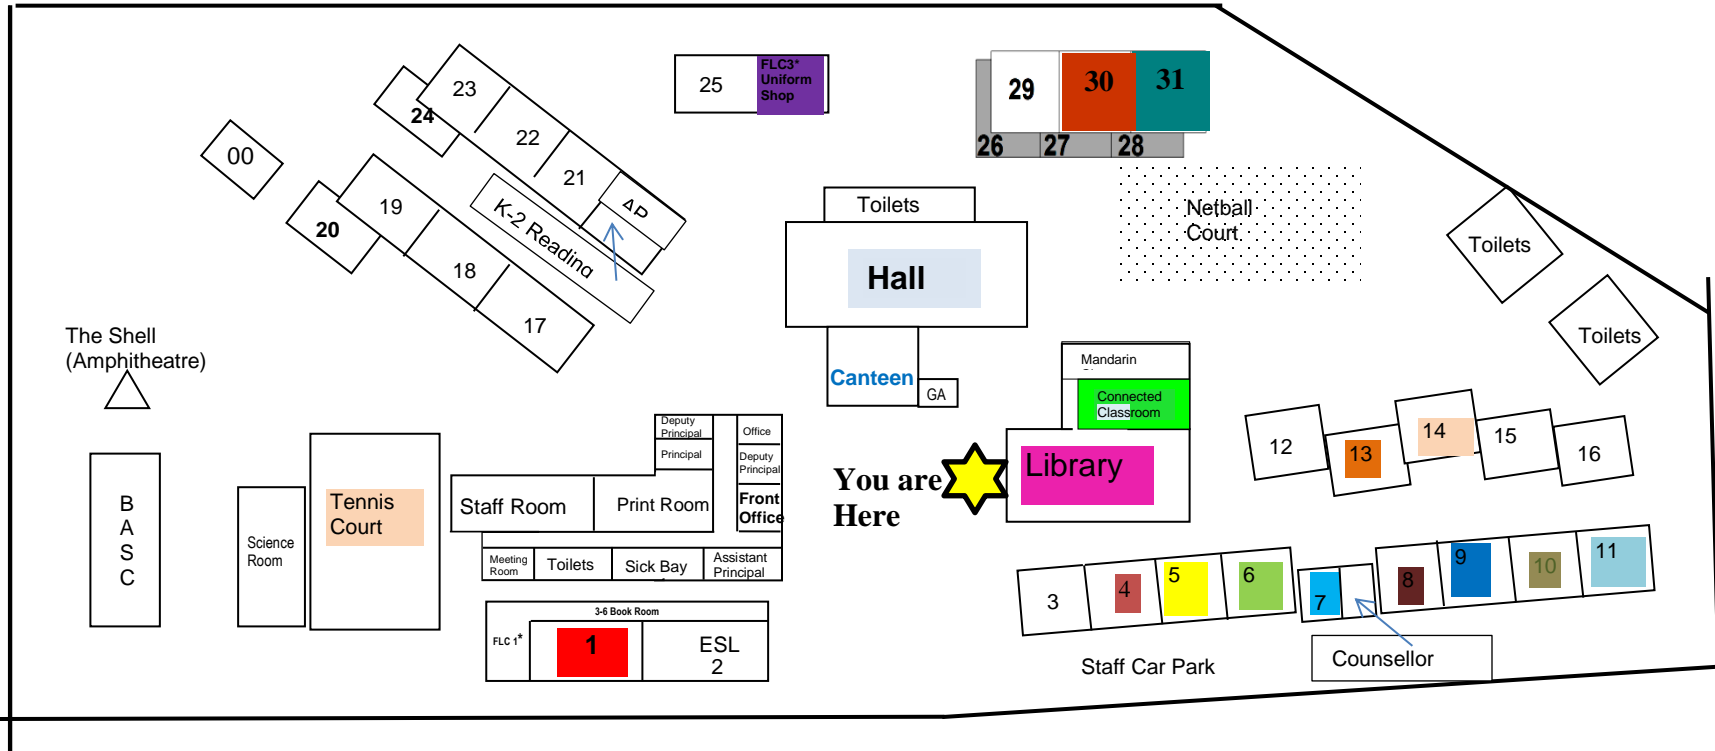 23
24
22
21
AP
00
19
20
18
17
K-2 Reading
25
FLC3*
Uniform
Shop
29
30
31
26
27
28
Toilets
Hall
Canteen
GA
Netball
Court
Toilets
Toilets
The Shell
(Amphitheatre)
B
A
S
C
Science
Room
Tennis
Court
Deputy
Principal
Principal
Office
Deputy
Principal
Front
Office
Staff Room
Print Room
Meeting
Room
Toilets
Sick Bay
Assistant
Principal
3-6 Book Room
FLC 1*
1
ESL
2
You are
Here
Mandarin
Connected
Classroom
Library
12
13
14
15
16
3
4
5
6
7
8
9
10
11
Staff Car Park
Counsellor